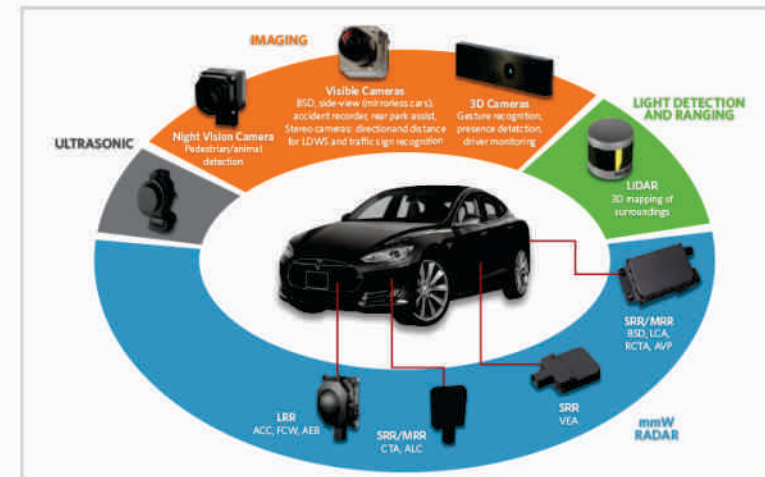 IMAGING
Visible Cameras
BSD, side-view (mirrorless cars),
accident recorder, rear park assist,
Stereo cameras: direction and distance
for LDWS and traffic sign recognition
3D Cameras
Gesture recognition,
presence detection,
driver monitoring
Night Vision Camera
Pedestrian/animal
detection
LIGHT DETECTION
AND RANGING
ULTRASONIC
LiDAR
3D mapping of
surroundings
SRR/MRR
BSD, LCA,
RCTA, AVP
SRR
VEA
LRR
ACC, FCW, AEB
SRR/MRR
CTA, ALC
mmW
RADAR